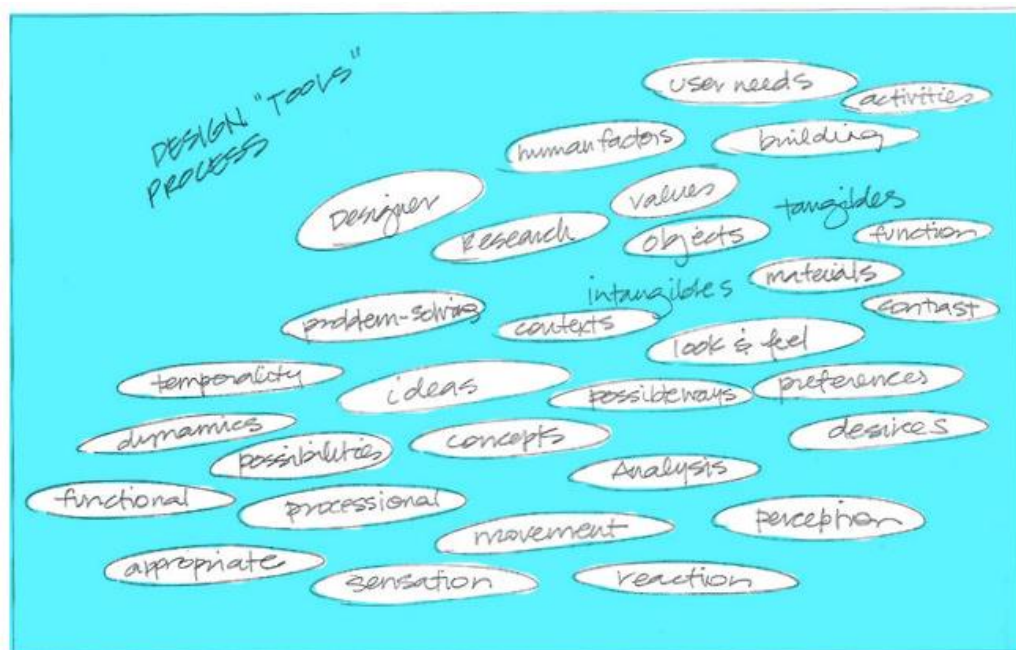 DESIGN "TOOLS"
PROCESS
user needs
activities
human factors
building
values
Designer
tangibles
Research
objects
function
materials
intangibles
contrast
problem-solving
contexts
look & feel
temporality
ideas
possibleways
preferences
dynamics
possibilities
concepts
desires
Analysis
functional
processional
movement
perception
appropriate
sensation
reaction